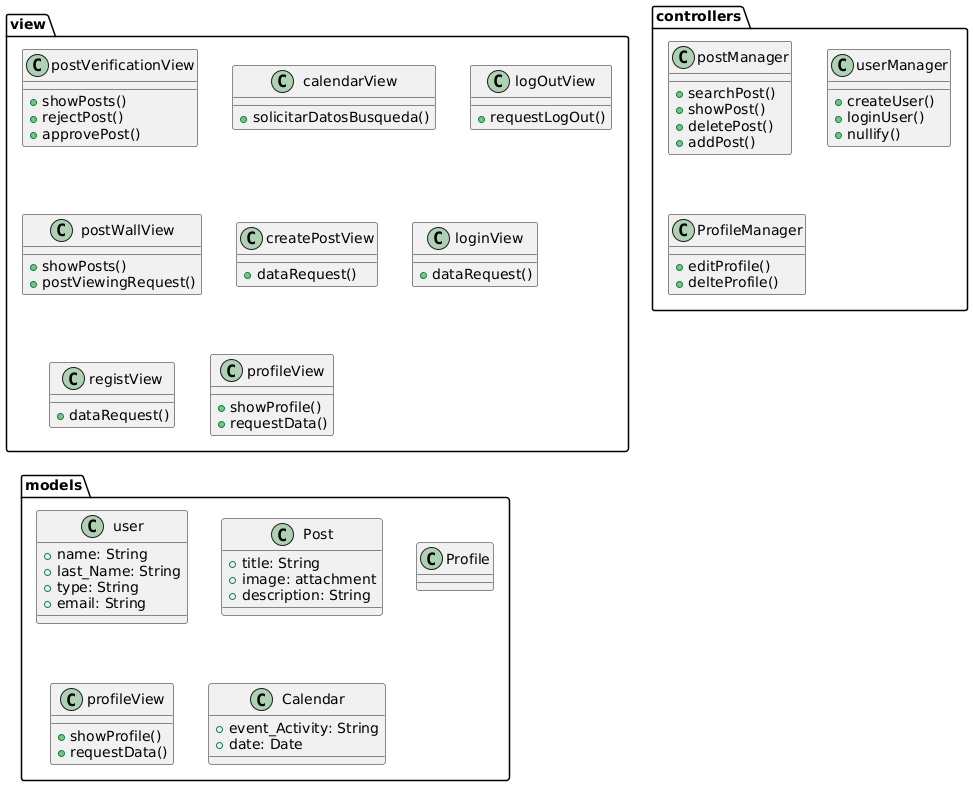 view
C postVerificationView
showPosts()
rejectPost()
approvePost()
C calendarView
solicitarDatosBusqueda()
C logOutView
requestLogOut()
C postWallView
showPosts()
postViewingRequest()
C createPostView
dataRequest()
C loginView
dataRequest()
C registView
dataRequest()
C profileView
showProfile()
requestData()
controllers
C postManager
searchPost()
showPost()
deletePost()
addPost()
C userManager
createUser()
loginUser()
nullify()
C ProfileManager
editProfile()
delteProfile()
models
C user
name: String
last_Name: String
type: String
email: String
C Post
title: String
image: attachment
description: String
C Profile
C profileView
showProfile()
requestData()
C Calendar
event_Activity: String
date: Date